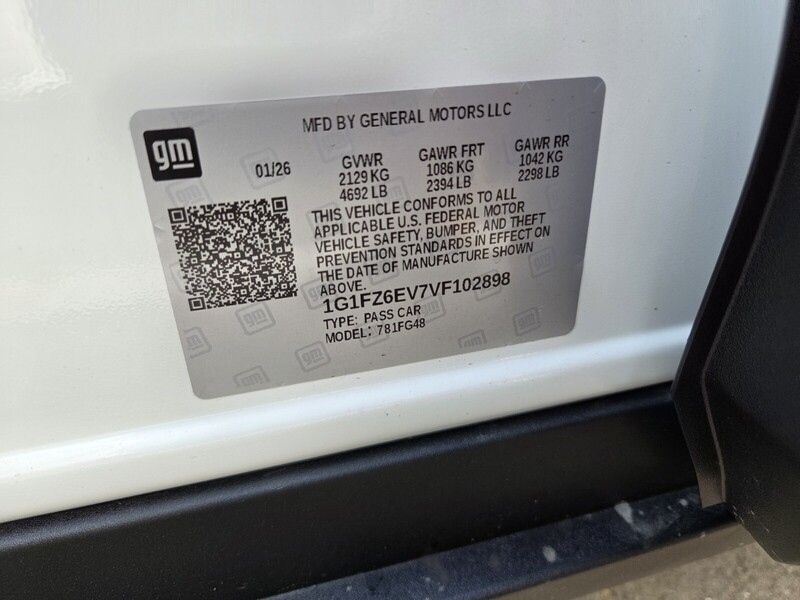 MFD BY GENERAL MOTORS LLC
gm
01/26
GVWR
2129 KG
4692 LB
GAWR FRT
1086 KG
2394 LB
GAWR RR
1042 KG
2298 LB
THIS VEHICLE CONFORMS TO ALL
APPLICABLE U.S. FEDERAL MOTOR
VEHICLE SAFETY, BUMPER, AND THEFT
PREVENTION STANDARDS IN EFFECT ON
THE DATE OF MANUFACTURE SHOWN
ABOVE.
1G1FZ6EV7VF102898
TYPE: PASS CAR
MODEL: 781FG48